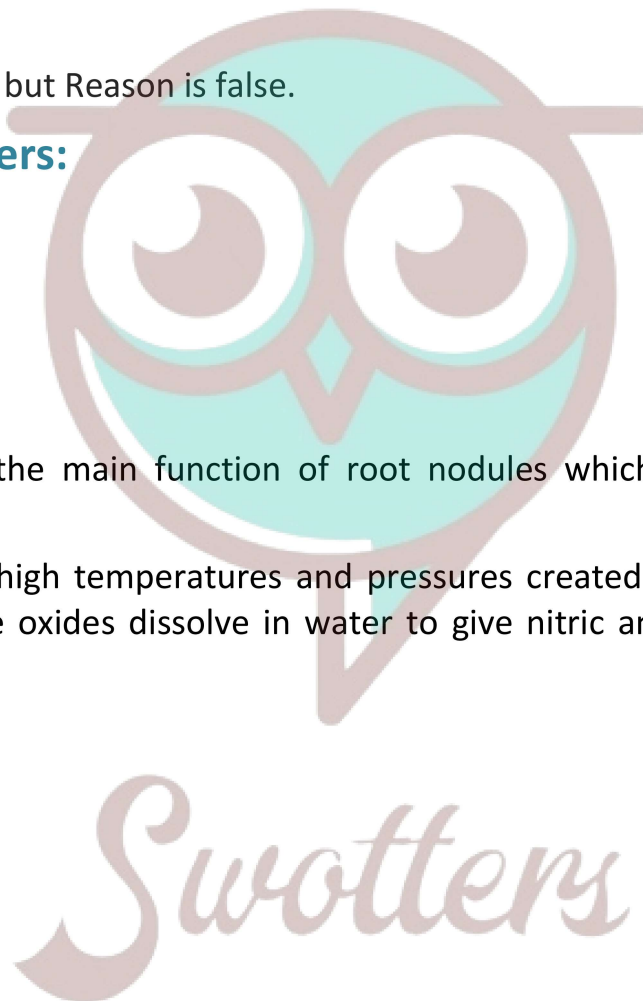 but Reason is false.
ers:
the main function of root nodules which
high temperatures and pressures created
oxides dissolve in water to give nitric
Swotters